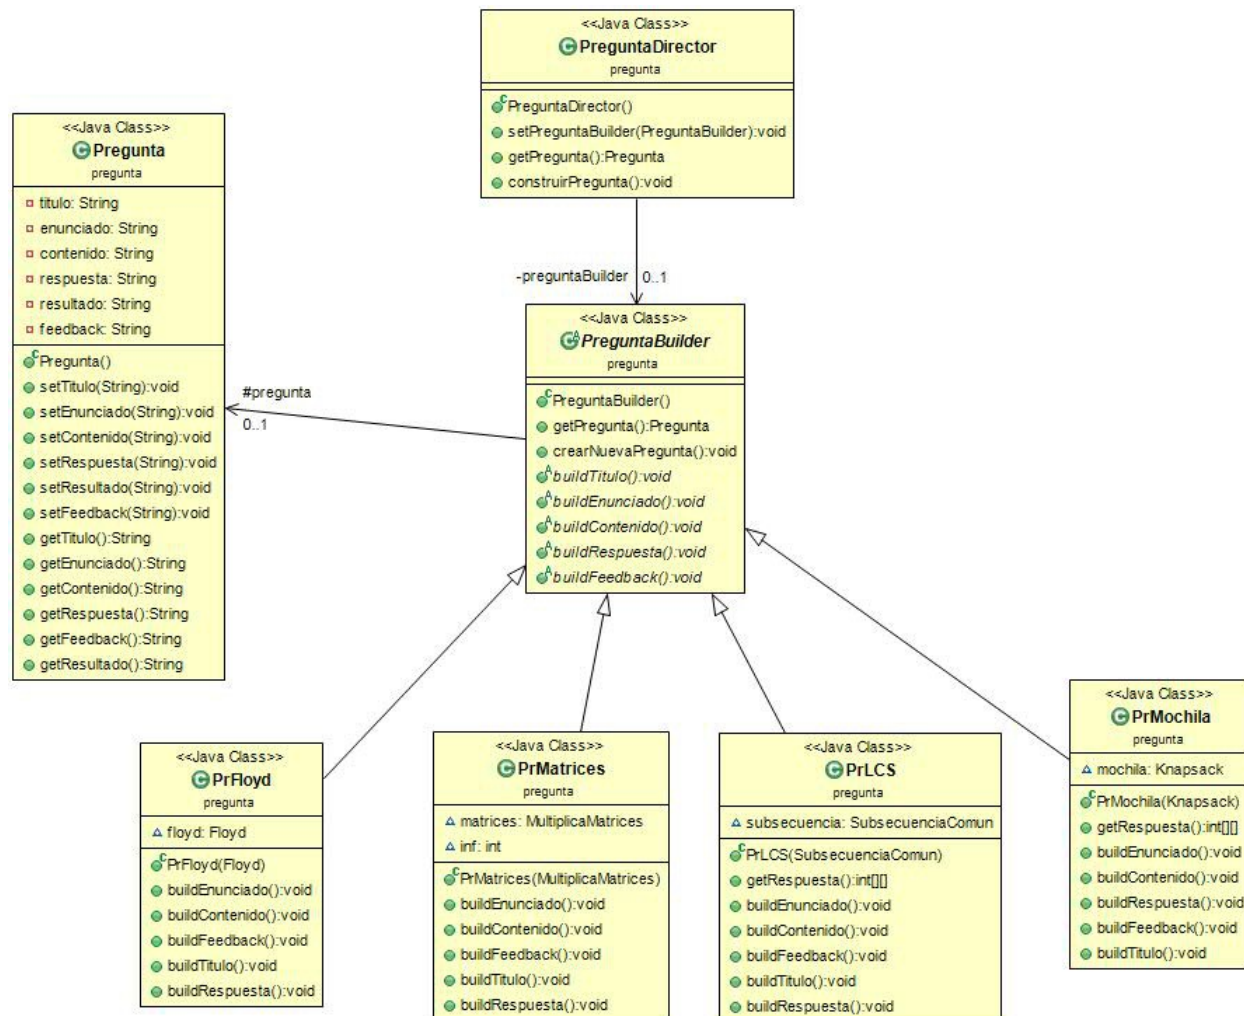 <<Java Class>>
PreguntaDirector
pregunta
PreguntaDirector()
setPreguntaBuilder(PreguntaBuilder):void
getPregunta():Pregunta
construirPregunta():void
<<Java Class>>
Pregunta
pregunta
titulo: String
enunciado: String
contenido: String
respuesta: String
resultado: String
feedback: String
Pregunta()
setTitulo(String):void
setEnunciado(String):void
setContenido(String):void
setRespuesta(String):void
setResultado(String):void
setFeedback(String):void
getTitulo():String
getEnunciado():String
getContenido():String
getRespuesta():String
getFeedback():String
getResultado():String
-preguntaBuilder 0..1
#pregunta
0..1
<<Java Class>>
PreguntaBuilder
pregunta
PreguntaBuilder()
getPregunta():Pregunta
crearNuevaPregunta():void
buildTitulo():void
buildEnunciado():void
buildContenido():void
buildRespuesta():void
buildFeedback():void
<<Java Class>>
PrFloyd
pregunta
floyd: Floyd
PrFloyd(Floyd)
buildEnunciado():void
buildContenido():void
buildFeedback():void
buildTitulo():void
buildRespuesta():void
<<Java Class>>
PrMatrices
pregunta
matrices: MultiplicaMatrices
inf: int
PrMatrices(MultiplicaMatrices)
buildEnunciado():void
buildContenido():void
buildFeedback():void
buildTitulo():void
buildRespuesta():void
<<Java Class>>
PrLCS
pregunta
subsecuencia: SubsecuenciaComun
PrLCS(SubsecuenciaComun)
getRespuesta():int[][]
buildEnunciado():void
buildContenido():void
buildFeedback():void
buildTitulo():void
buildRespuesta():void
<<Java Class>>
PrMochila
pregunta
mochila: Knapsack
PrMochila(Knapsack)
getRespuesta():int[][]
buildEnunciado():void
buildContenido():void
buildRespuesta():void
buildFeedback():void
buildTitulo():void